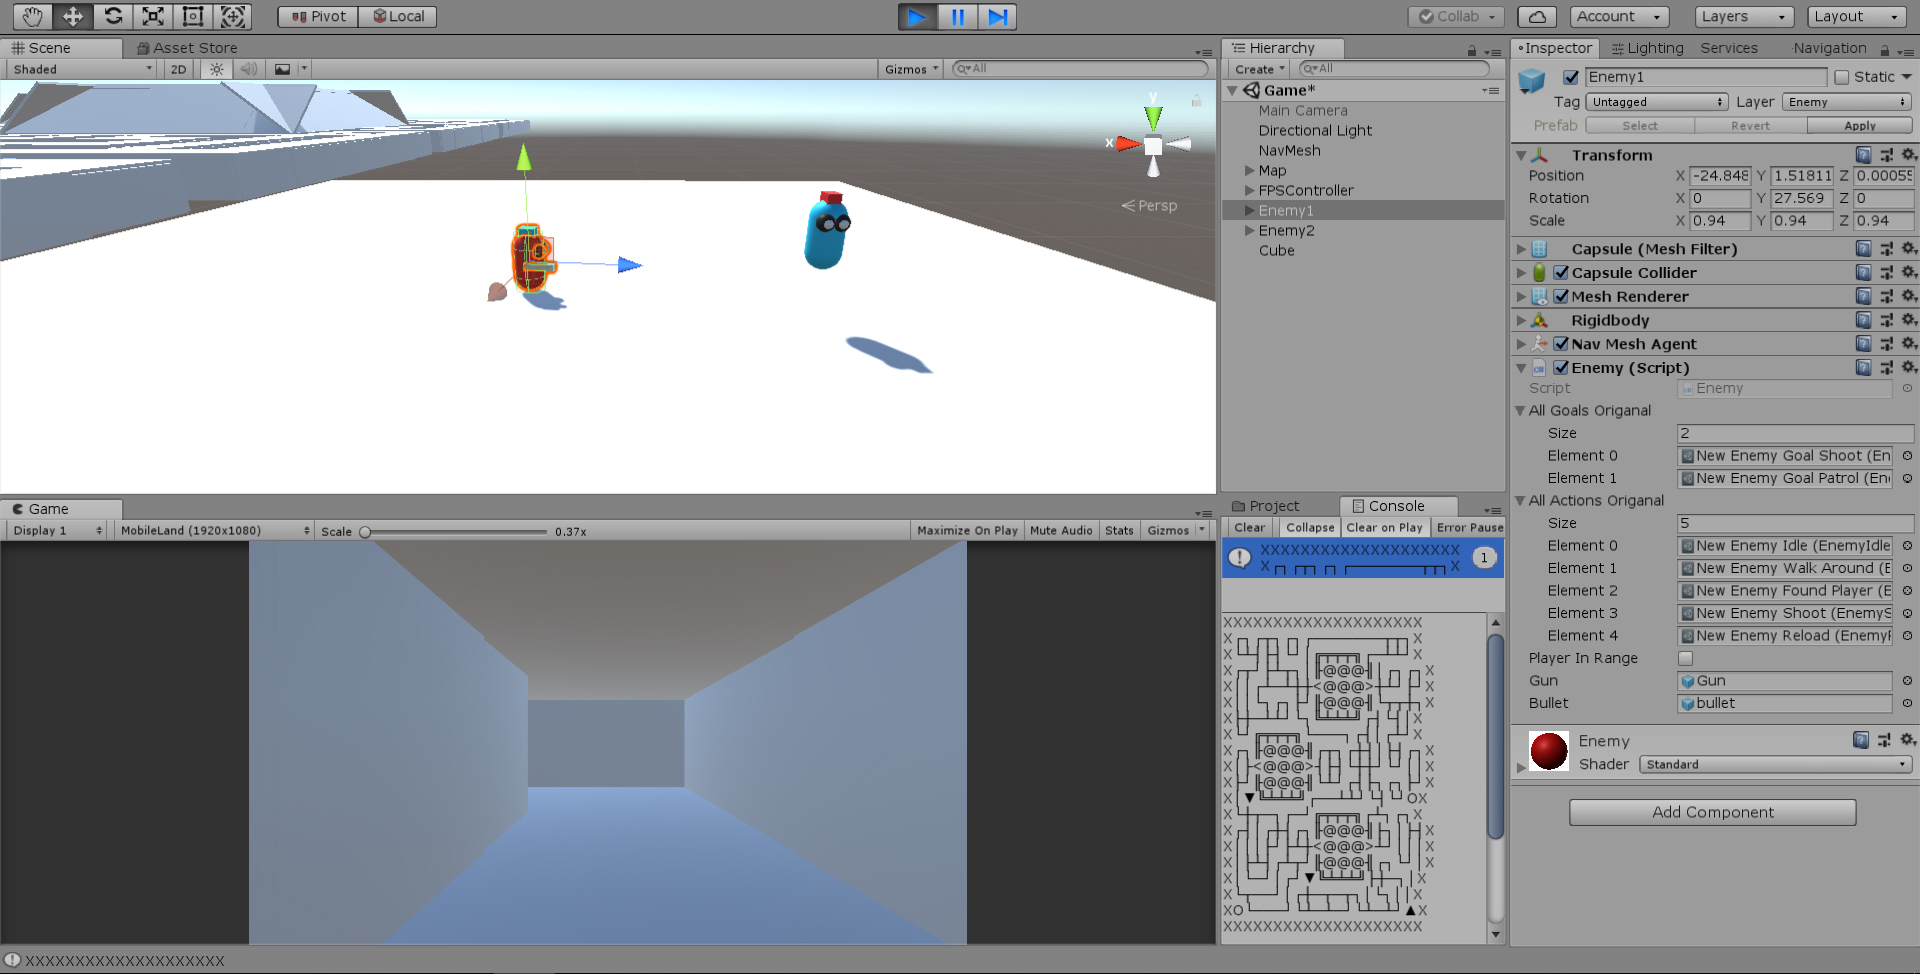 Pivot Local Collab Account Layers Layout
Scene Asset Store
Shaded 2D Gizmos All
y
x
Persp
Game
Display 1 MobileLand (1920x1080) Scale 0.37x Maximize On Play Mute Audio Stats Gizmos
Hierarchy
Create All
Game*
Main Camera
Directional Light
NavMesh
Map
FPSController
Enemy1
Enemy2
Cube
Project Console
Clear Collapse Clear on Play Error Pause
XXXXXXXXXXXXXXXXXXXX
X X 1
XXXXXXXXXXXXXXXXXXXX
X X
X X
X @@@ X
X <@@@> X
X @@@ X
X X
X X
X @@@ X
X <@@@> X
X @@@ X
X ▼ OX
X X
X @@@ X
X <@@@> X
X @@@ X
X ▼ X
X X
XO ▲X
XXXXXXXXXXXXXXXXXXXX
Inspector Lighting Services Navigation
Enemy1 Static
Tag Untagged Layer Enemy
Prefab Select Revert Apply
Transform
Position X -24.848 Y 1.51811 Z 0.00055
Rotation X 0 Y 27.569 Z 0
Scale X 0.94 Y 0.94 Z 0.94
Capsule (Mesh Filter)
Capsule Collider
Mesh Renderer
Rigidbody
Nav Mesh Agent
Enemy (Script)
Script Enemy
All Goals Origanal
Size 2
Element 0 New Enemy Goal Shoot (En
Element 1 New Enemy Goal Patrol (En
All Actions Origanal
Size 5
Element 0 New Enemy Idle (EnemyIdle
Element 1 New Enemy Walk Around (E
Element 2 New Enemy Found Player (E
Element 3 New Enemy Shoot (EnemyS
Element 4 New Enemy Reload (Enemy
Player In Range
Gun Gun
Bullet bullet
Enemy
Shader Standard
Add Component
XXXXXXXXXXXXXXXXXXXX